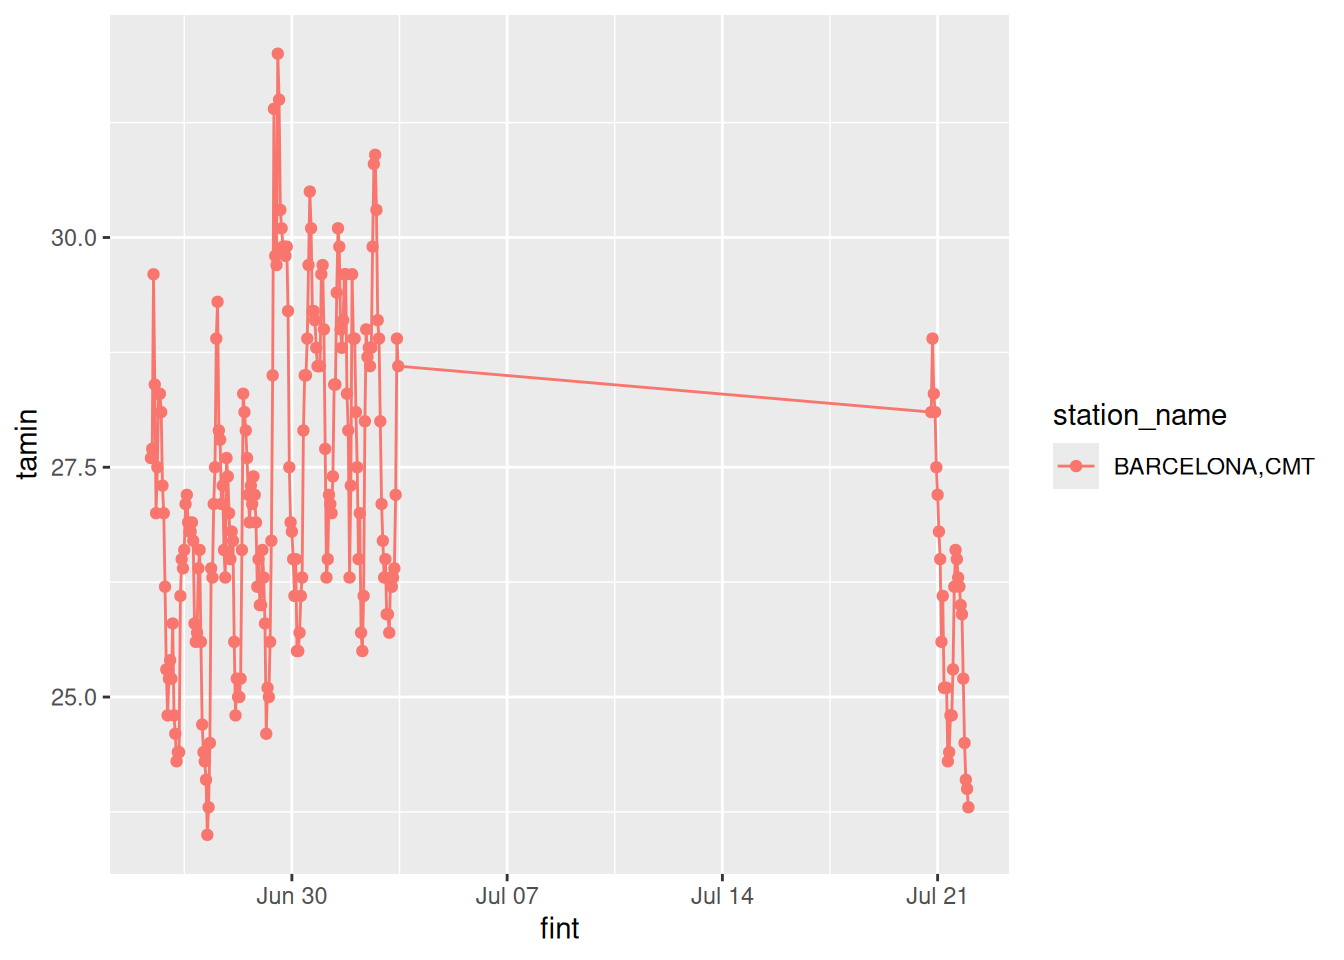 30.0
27.5
25.0
tamin
Jun 30
Jul 07
Jul 14
Jul 21
fint
station_name
BARCELONA,CMT